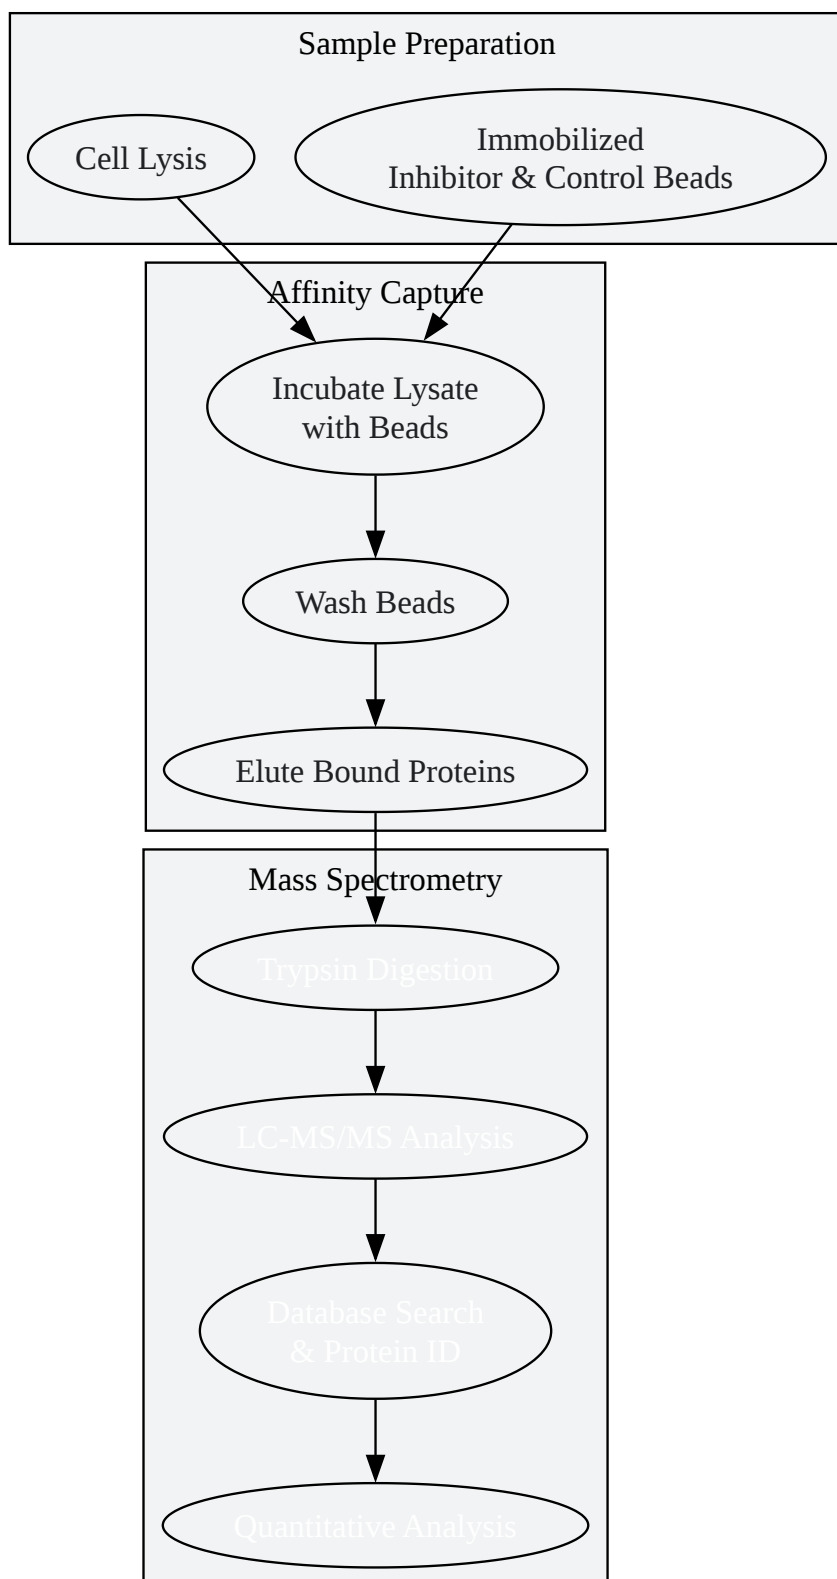 Sample Preparation
Cell Lysis
Immobilized
Inhibitor & Control Beads
Affinity Capture
Incubate Lysate
with Beads
Wash Beads
Elute Bound Proteins
Mass Spectrometry
Trypsin Digestion
LC-MS/MS Analysis
Database Search
& Protein ID
Quantitative Analysis